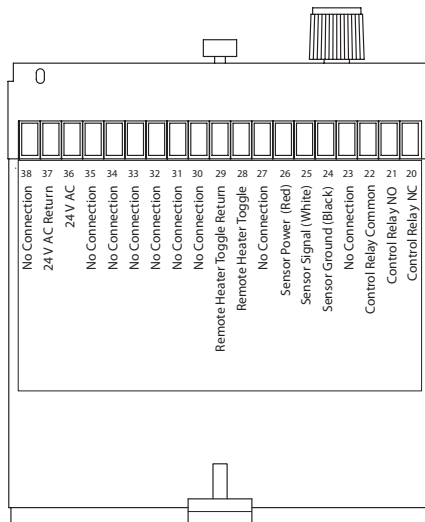 38 No Connection
37 24 V AC Return
36 24 V AC
35 No Connection
34 No Connection
33 No Connection
32 No Connection
31 No Connection
30 No Connection
29 Remote Heater Toggle Return
28 Remote Heater Toggle
27 No Connection
26 Sensor Power (Red)
25 Sensor Signal (White)
24 Sensor Ground (Black)
23 No Connection
22 Control Relay Common
21 Control Relay NO
20 Control Relay NC